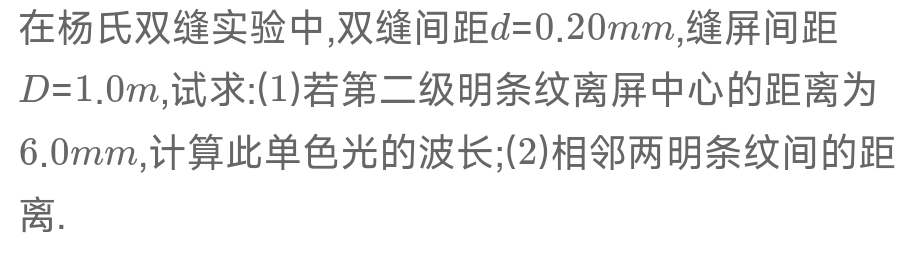 在杨氏双缝实验中,双缝间距d=0.20mm,缝屏间距
D=1.0m,试求:(1)若第二级明条纹离屏中心的距离为
6.0mm,计算此单色光的波长;(2)相邻两明条纹间的距
离.